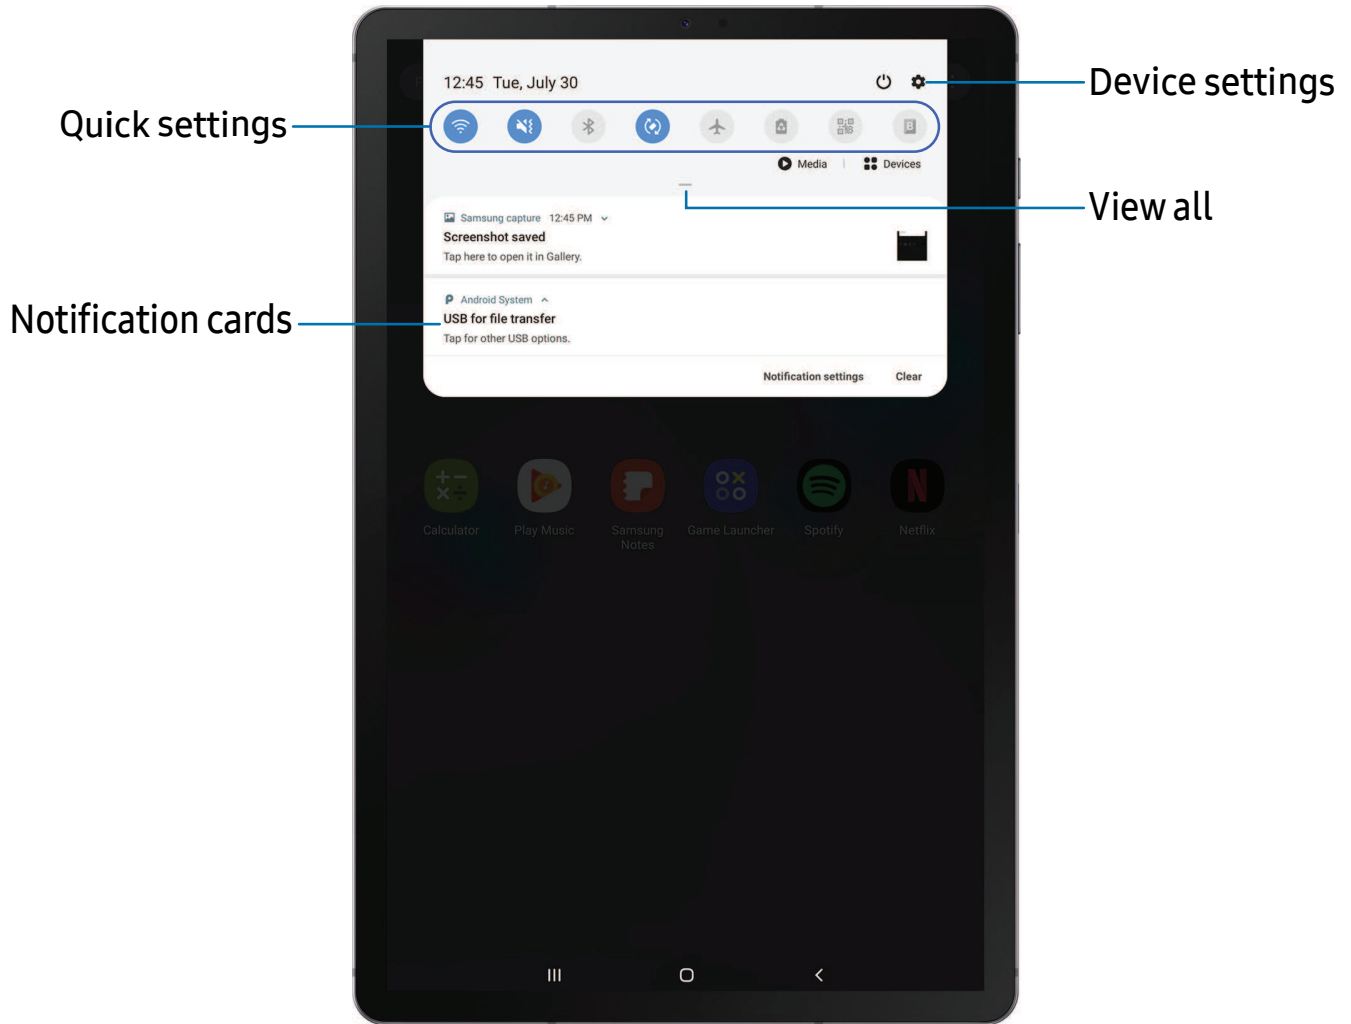 12:45 Tue, July 30
Device settings
Quick settings
Media
Devices
View all
Samsung capture 12:45 PM
Screenshot saved
Tap here to open it in Gallery.
Android System
Notification cards
USB for file transfer
Tap for other USB options.
Notification settings Clear
Calculator
Play Music
Samsung
Notes
Game Launcher
Spotify
Netflix